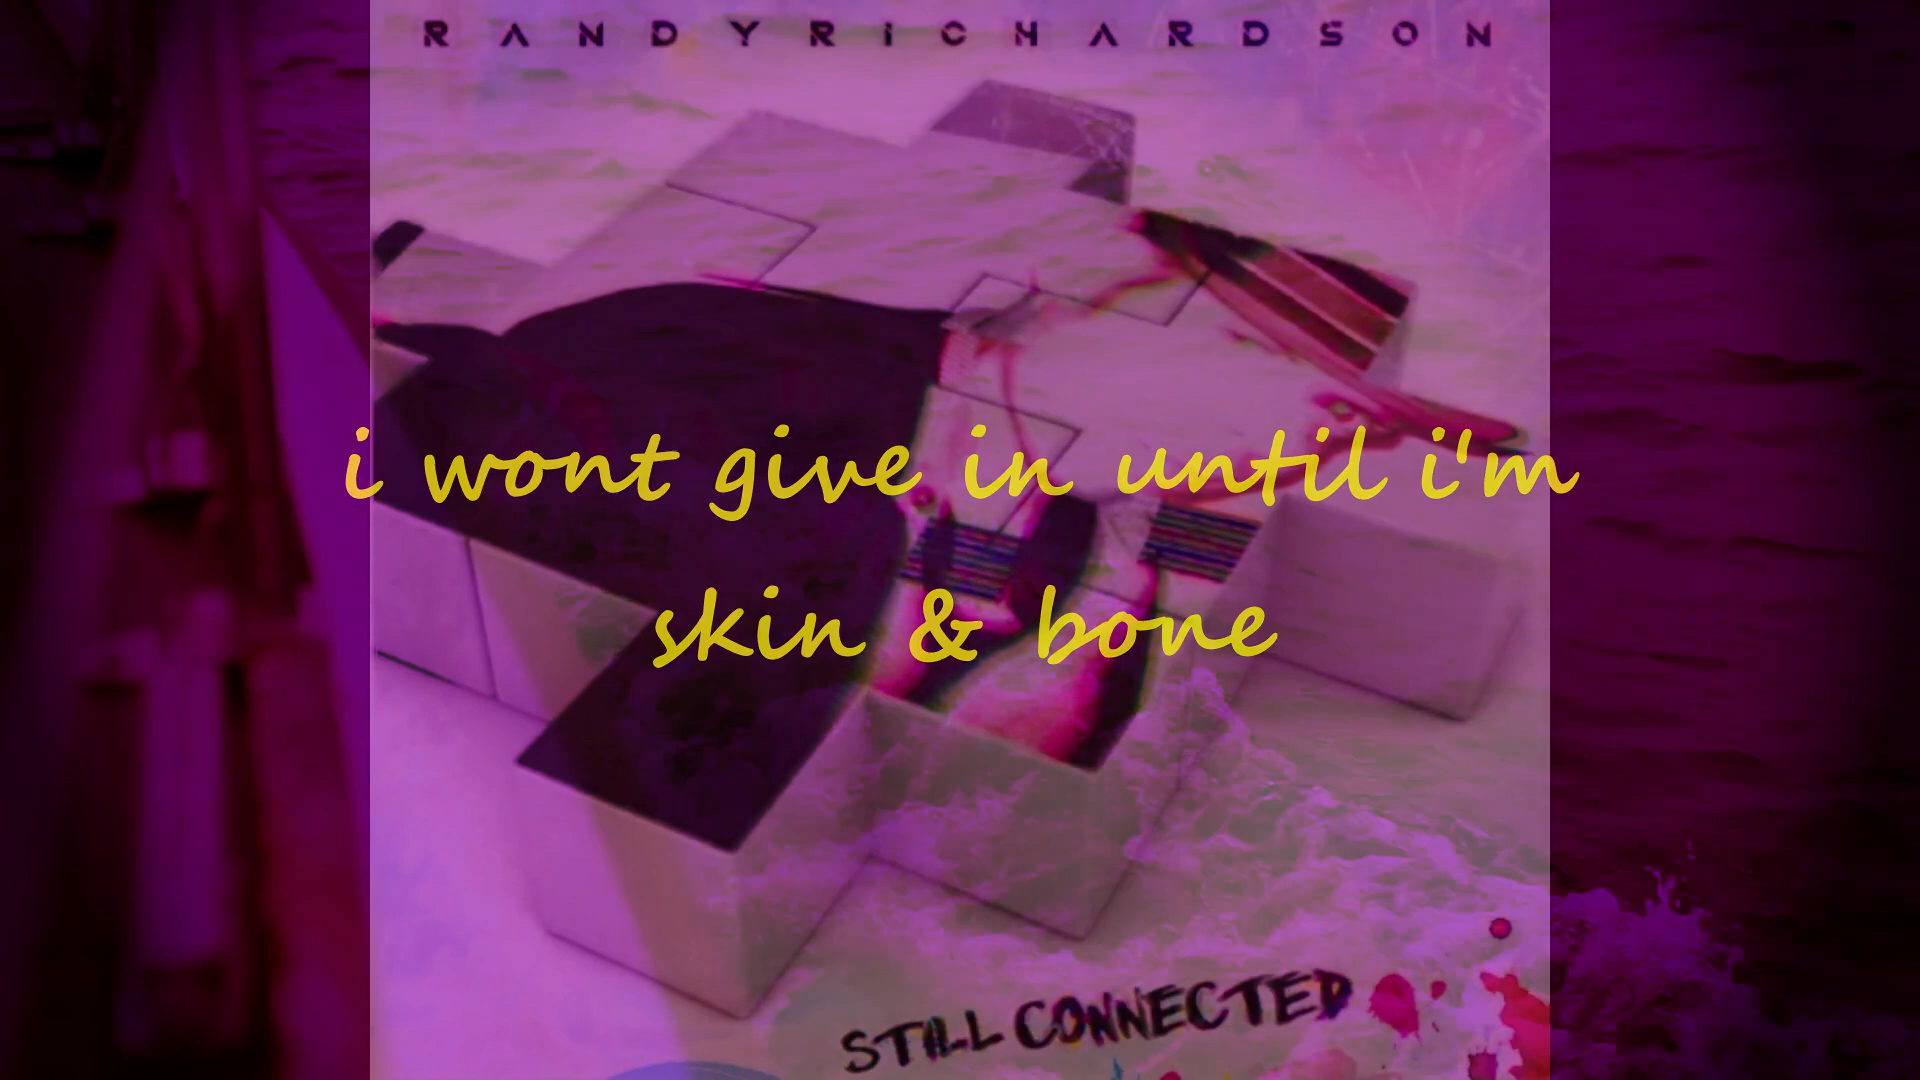 RANDYRICHARDSON
i wont give in until i'm
skin & bone
STILL CONNECTED